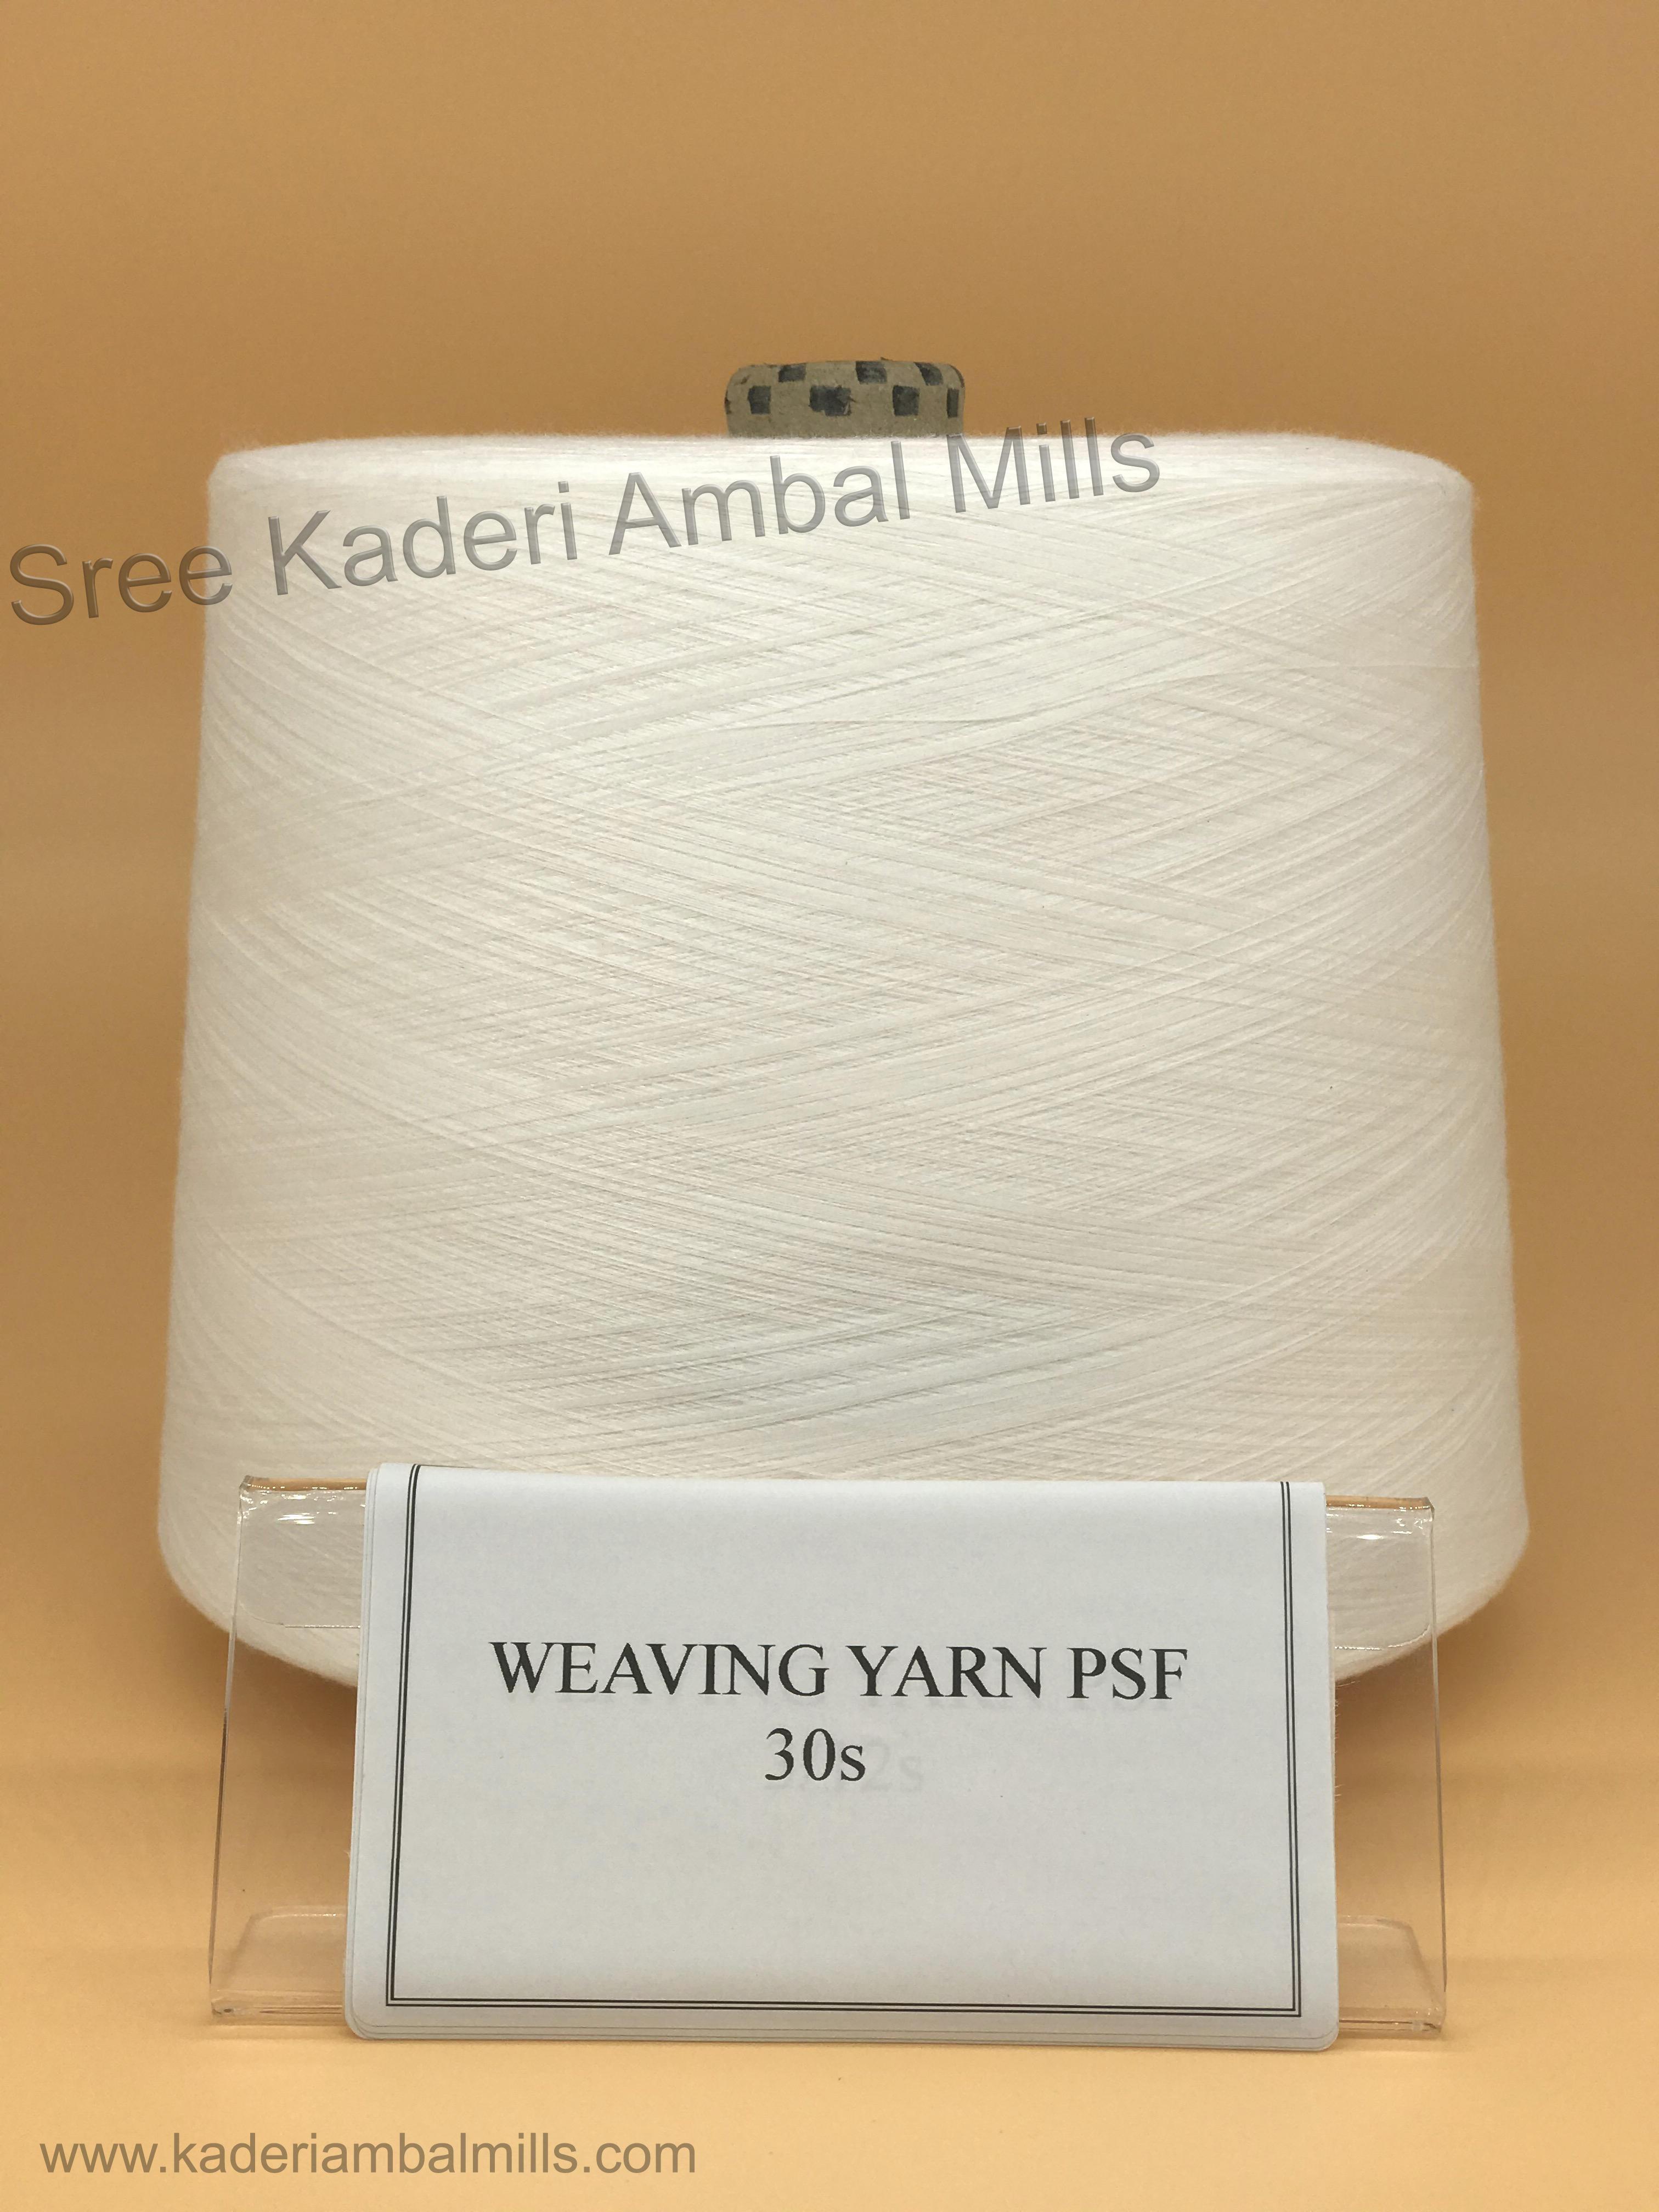 Sree Kaderi Ambal Mills
WEAVING YARN PSF
30s
www.kaderiambalmills.com